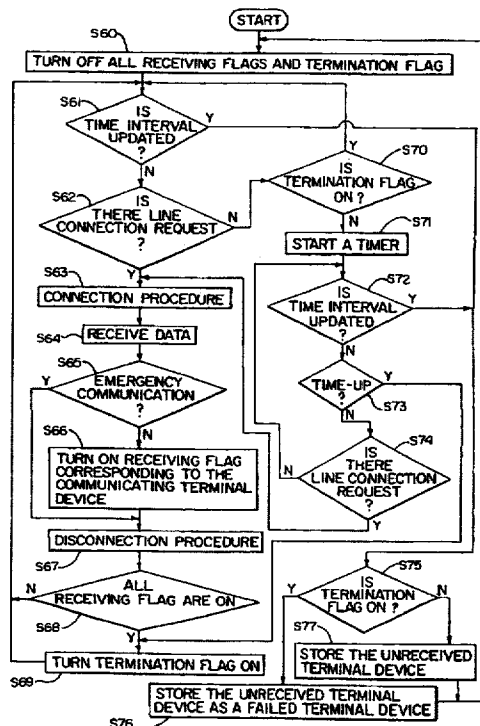 START
S60
TURN OFF ALL RECEIVING FLAGS AND TERMINATION FLAG
S61
IS
TIME INTERVAL
UPDATED
?
Y
N
S62
IS
THERE LINE
CONNECTION REQUEST
?
N
Y
S63
CONNECTION PROCEDURE
S64
RECEIVE DATA
S65
EMERGENCY
COMMUNICATION
?
Y
N
S66
TURN ON RECEIVING FLAG
CORRESPONDING TO THE
COMMUNICATING TERMINAL
DEVICE
DISCONNECTION PROCEDURE
S67
ALL
RECEIVING FLAG ARE ON
N
Y
S68
TURN TERMINATION FLAG ON
S69
Y
S70
IS
TERMINATION FLAG
ON ?
N
S71
START A TIMER
S72
IS
TIME INTERVAL
UPDATED
?
Y
N
TIME-UP
?
Y
S73
N
S74
IS
THERE
LINE CONNECTION
REQUEST
?
N
Y
S75
IS
TERMINATION
FLAG ON ?
Y
N
S77
STORE THE UNRECEIVED
TERMINAL DEVICE
STORE THE UNRECEIVED TERMINAL
DEVICE AS A FAILED TERMINAL DEVICE
S76